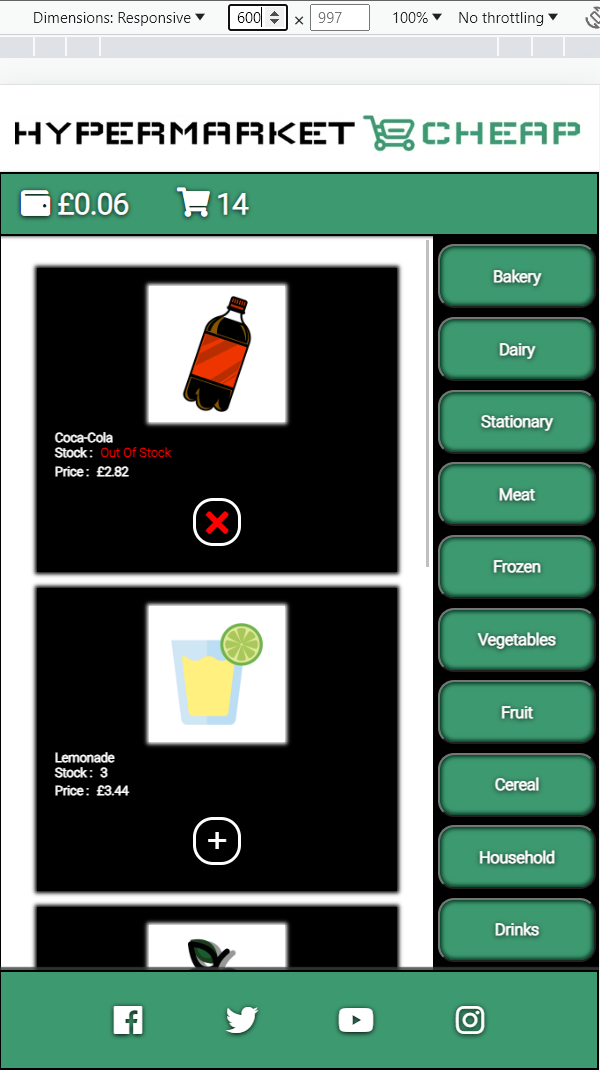 Dimensions: Responsive 600 × 997 100% No throttling
HYPERMARKET CHEAP
£0.06 14
Coca-Cola
Stock : Out Of Stock
Price : £2.82
Lemonade
Stock : 3
Price : £3.44
Bakery
Dairy
Stationary
Meat
Frozen
Vegetables
Fruit
Cereal
Household
Drinks